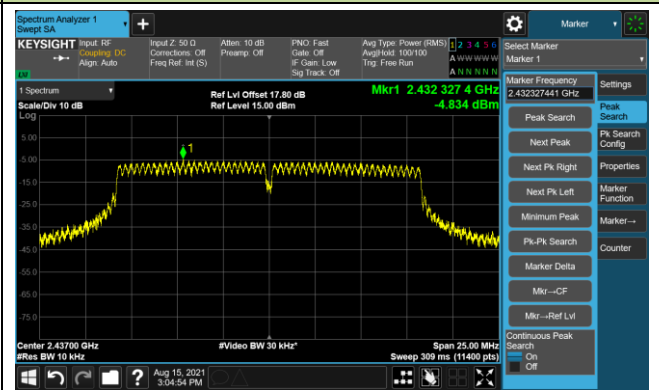 Spectrum Analyzer 1
Swept SA
Marker
KEYSIGHT
Input: RF
Coupling: DC
Align: Auto
Input Z: 50 Ω
Corrections: Off
Freq Ref: Int (S)
Atten: 10 dB
Preamp: Off
PNO: Fast
Gate: Off
IF Gain: Low
Sig Track: Off
Avg Type: Power (RMS)
Avg|Hold: 100/100
Trig: Free Run
1 2 3 4 5 6
A W W W W W
A N N N N N
LXI
Select Marker
Marker 1
1 Spectrum
Scale/Div 10 dB
Log
Ref Lvl Offset 17.80 dB
Ref Level 15.00 dBm
Mkr1 2.432 327 4 GHz
-4.834 dBm
5.00
-5.00
-15.0
-25.0
-35.0
-45.0
-55.0
-65.0
-75.0
1
Center 2.43700 GHz
#Res BW 10 kHz
#Video BW 30 kHz*
Span 25.00 MHz
Sweep 309 ms (11400 pts)
Marker Frequency
2.432327441 GHz
Peak Search
Next Peak
Next Pk Right
Next Pk Left
Minimum Peak
Pk-Pk Search
Marker Delta
Mkr→CF
Mkr→Ref Lvl
Continuous Peak
Search
On
Off
Settings
Peak
Search
Pk Search
Config
Properties
Marker
Function
Marker→
Counter
?
Aug 15, 2021
3:04:54 PM